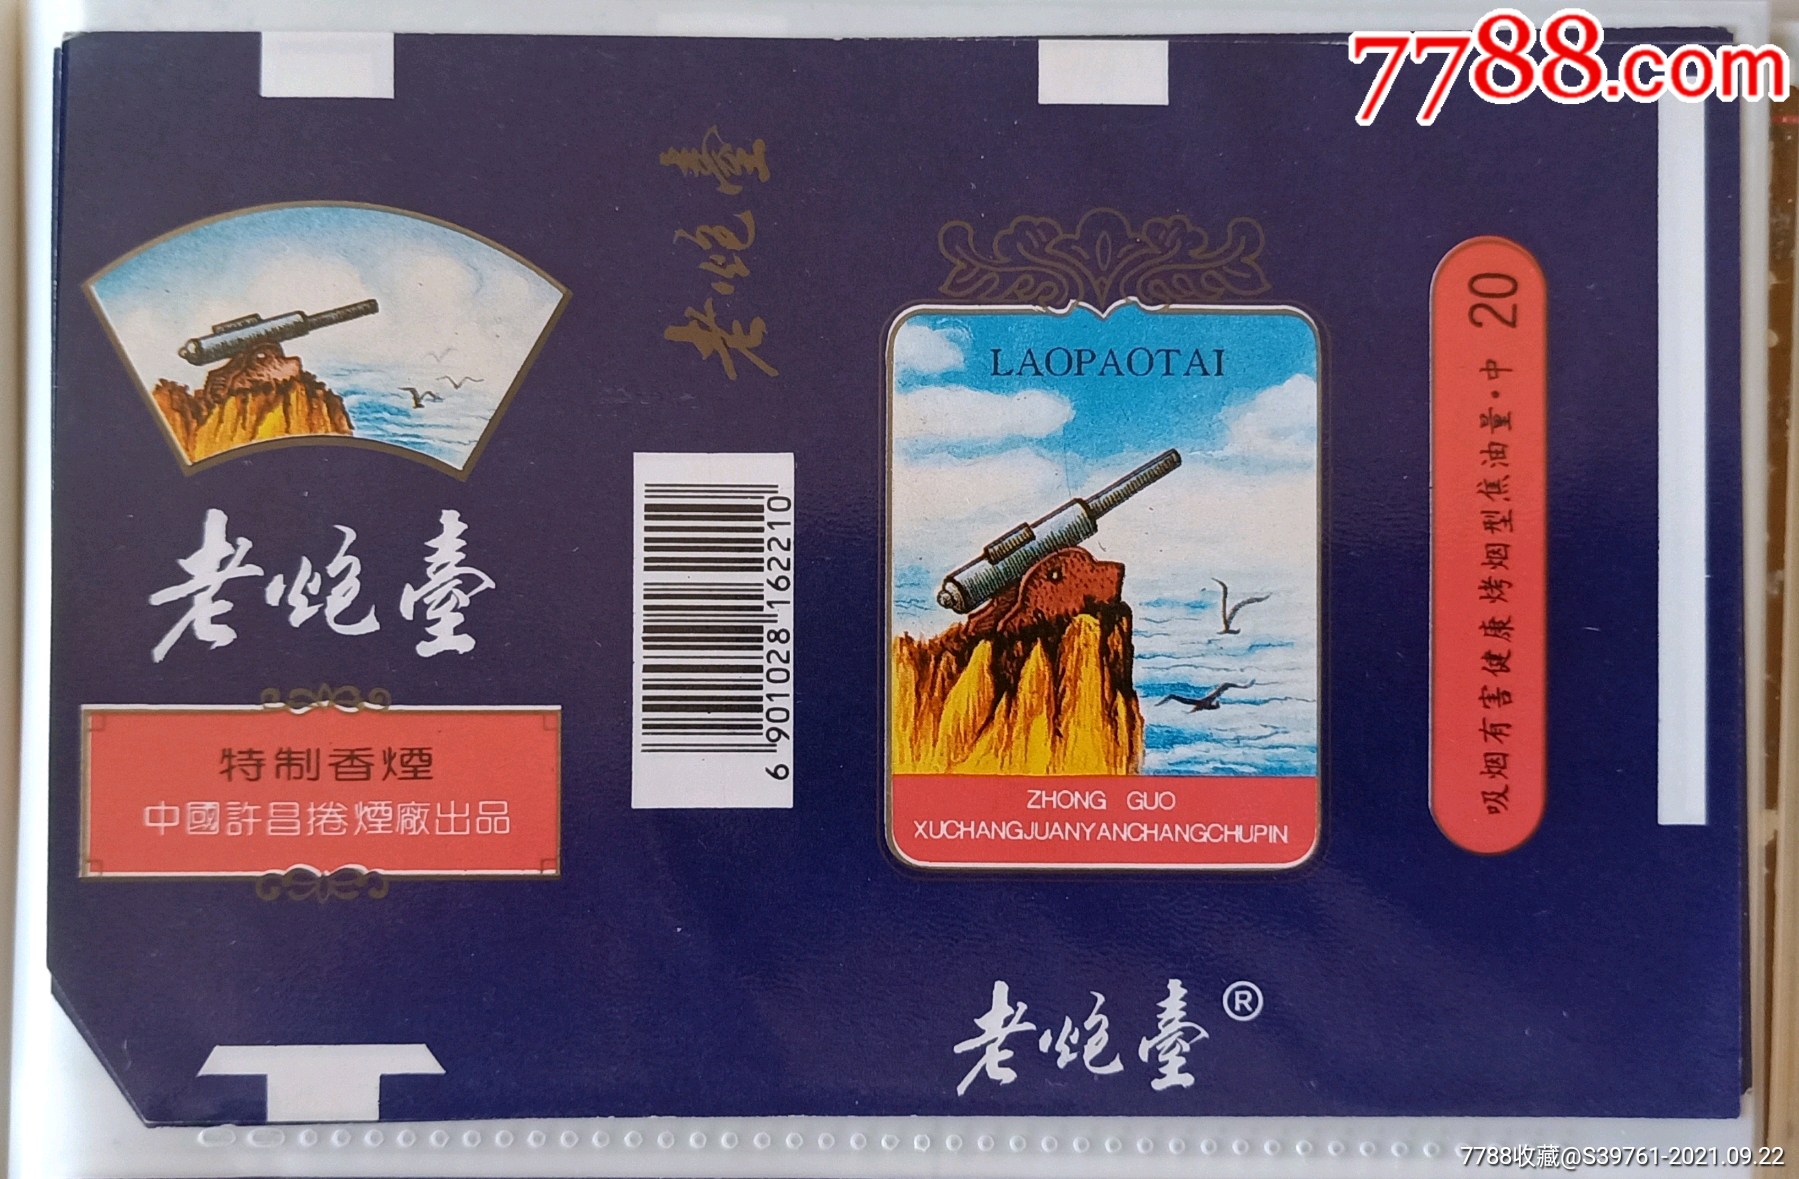 7788.com
老炮臺
特制香煙
中國許昌捲煙廠出品
老炮臺
6 901028 162210
LAOPAOTAI
ZHONG GUO
XUCHANGJUANYANCHANGCHUPIN
老炮臺®
吸烟有害健康 烤烟型焦油量·中 20
7788收藏@S39761-2021.09.22